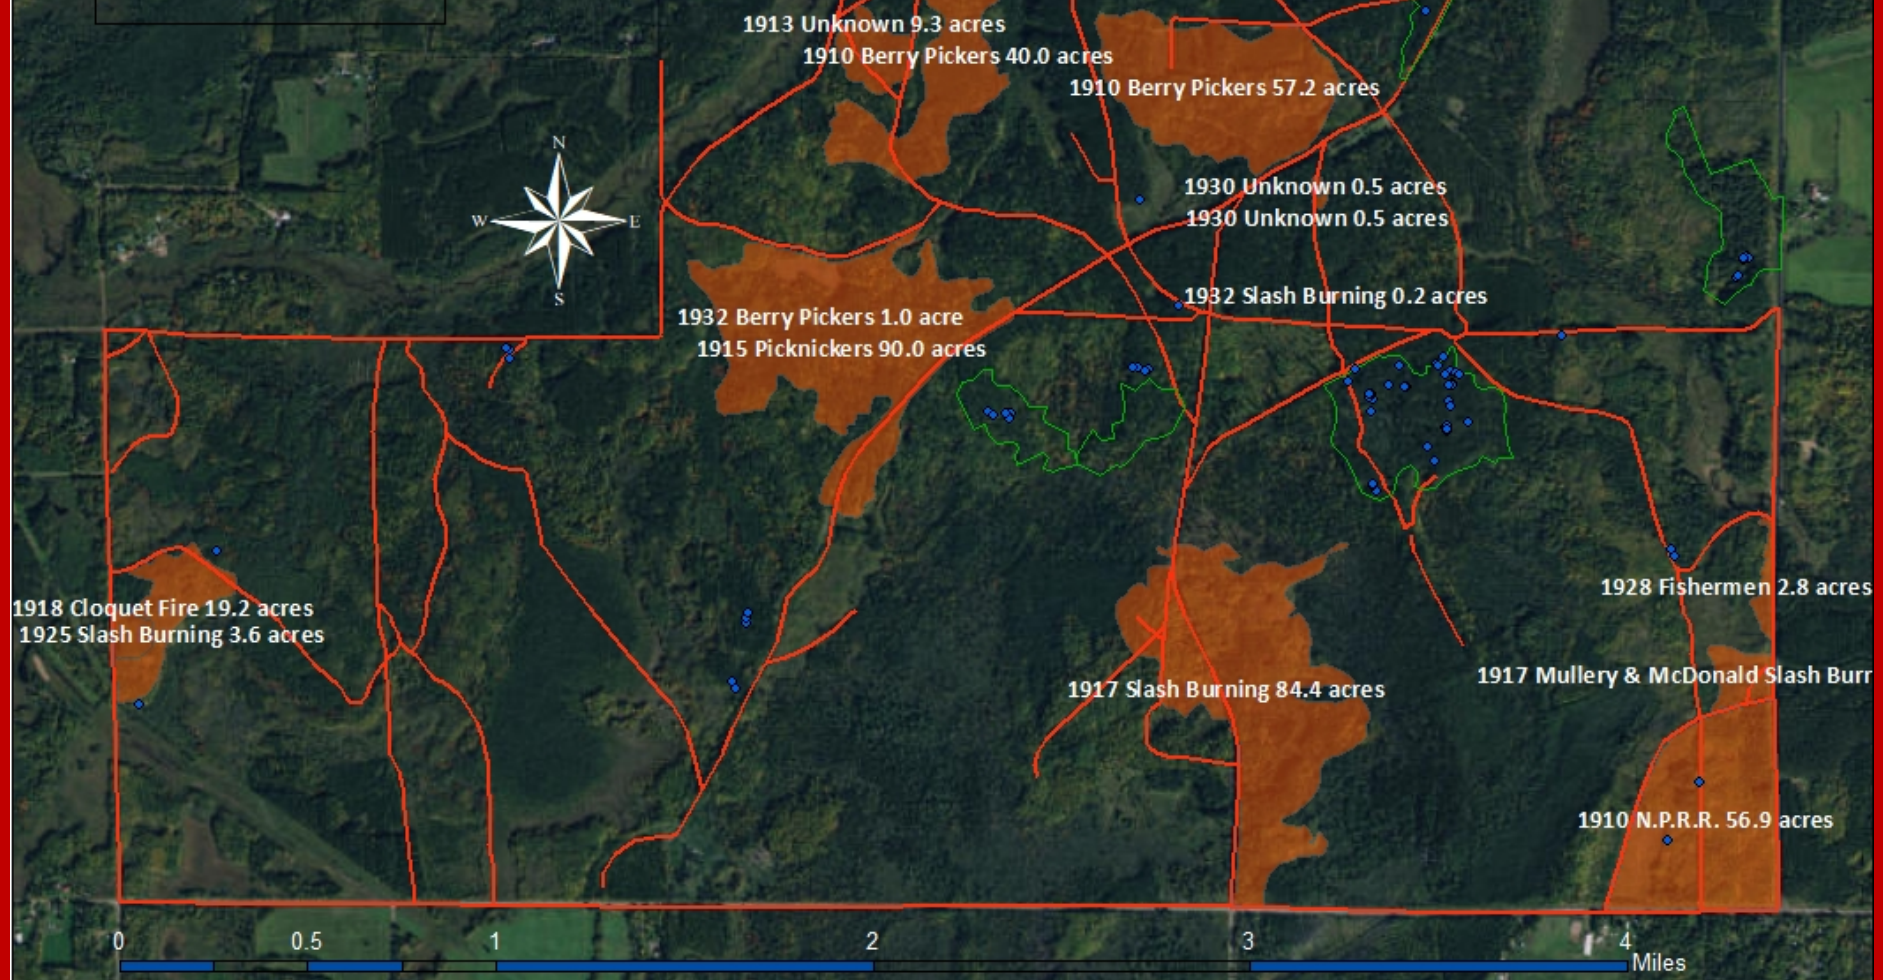 1913 Unknown 9.3 acres
1910 Berry Pickers 40.0 acres
1910 Berry Pickers 57.2 acres
N
W
E
S
1930 Unknown 0.5 acres
1930 Unknown 0.5 acres
1932 Slash Burning 0.2 acres
1932 Berry Pickers 1.0 acre
1915 Picknickers 90.0 acres
1928 Fishermen 2.8 acres
1918 Cloquet Fire 19.2 acres
1925 Slash Burning 3.6 acres
1917 Mullery & McDonald Slash Burr
1917 Slash Burning 84.4 acres
1910 N.P.R.R. 56.9 acres
0 0.5 1 2 3 4
Miles